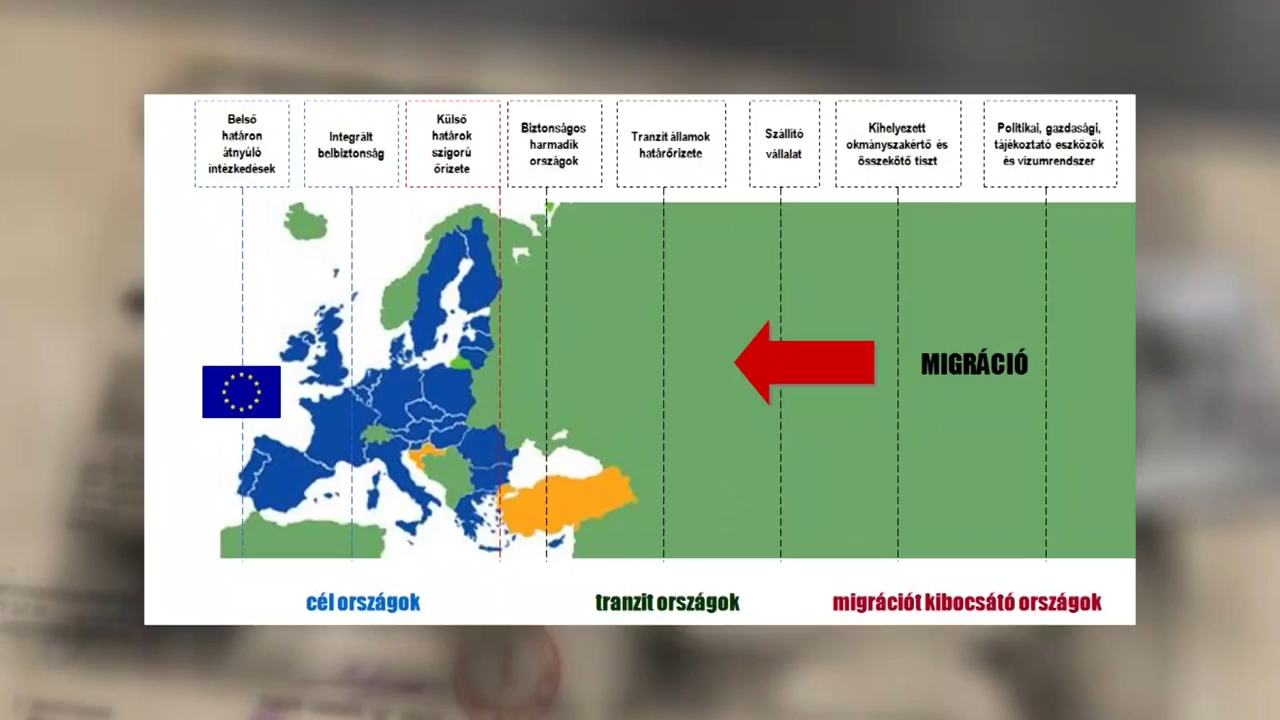 Belső
határon
átnyúló
intézkedések
Integrált
belbiztonság
Külső
határok
szigorú
őrizete
Biztonságos
harmadik
országok
Tranzit államok
határőrizete
Szállító
vállalat
Kihelyezett
okmányszakértő és
összekötő tiszt
Politikai, gazdasági,
tájékoztató eszközök
és vízumrendszer
MIGRÁCIÓ
cél országok
tranzit országok
migrációt kibocsátó országok